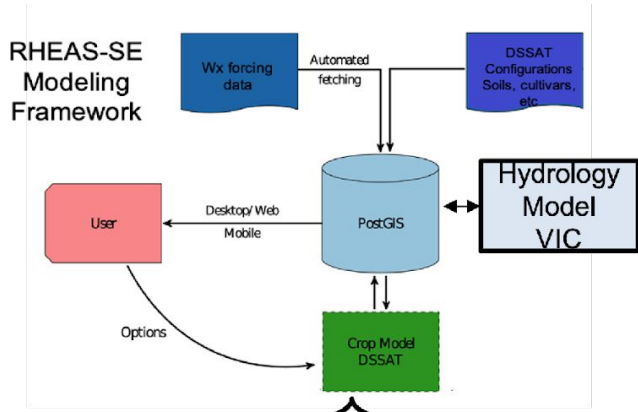 RHEAS-SE
Modeling
Framework
Wx forcing
data
Automated
fetching
DSSAT
Configurations
Soils, cultivars,
etc
User
Desktop/Web
Mobile
PostGIS
Hydrology
Model
VIC
Options
Crop Model
DSSAT